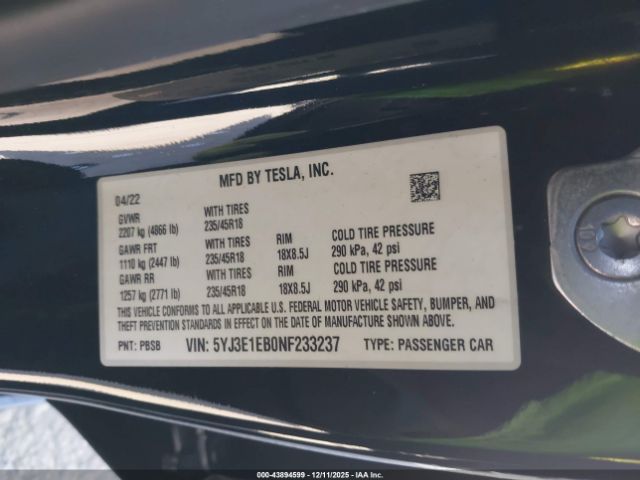 MFD BY TESLA, INC.
04/22
GVWR WITH TIRES
2207 kg (4866 lb) 235/45R18 RIM COLD TIRE PRESSURE
GAWR FRT WITH TIRES 18X8.5J 290 kPa, 42 psi
1110 kg (2447 lb) 235/45R18
GAWR RR WITH TIRES RIM COLD TIRE PRESSURE
1257 kg (2771 lb) 235/45R18 18X8.5J 290 kPa, 42 psi
THIS VEHICLE CONFORMS TO ALL APPLICABLE U.S. FEDERAL MOTOR VEHICLE SAFETY, BUMPER, AND
THEFT PREVENTION STANDARDS IN EFFECT ON THE DATE OF MANUFACTURE SHOWN ABOVE.
PNT: PBSB VIN: 5YJ3E1EB0NF233237 TYPE: PASSENGER CAR
000-43894599 | 12/11/2025 - IAA Inc.